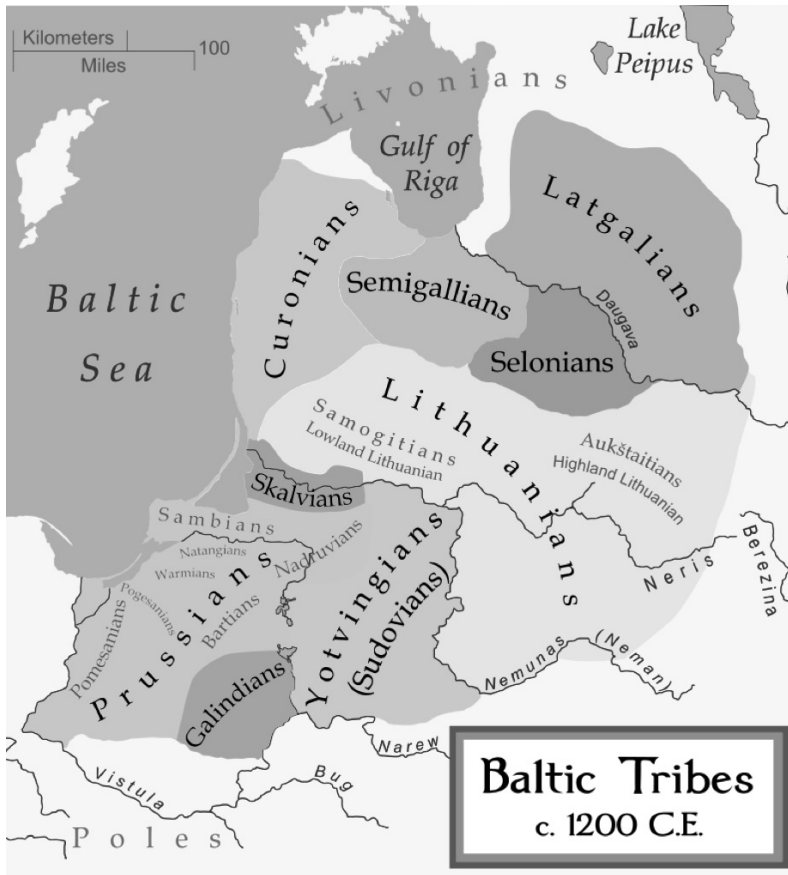 Kilometers
100
Miles
Lake
Peipus
Livonians
Gulf of
Riga
Latgalians
Curonians
Semigallians
Baltic
Sea
Daugava
Selonians
Lithuanians
Samogitians
Lowland Lithuanian
Aukštaitians
Highland Lithuanian
Skalvians
Sambians
Natangians
Nadruvians
Warmians
Pogesanians
Bartians
Pomesanians
Prussians
Yotvingians
(Sudovians)
Galindians
Neris
Berezina
Nemunas
(Neman)
Narew
Bug
Vistula
Poles
Baltic Tribes
c. 1200 C.E.